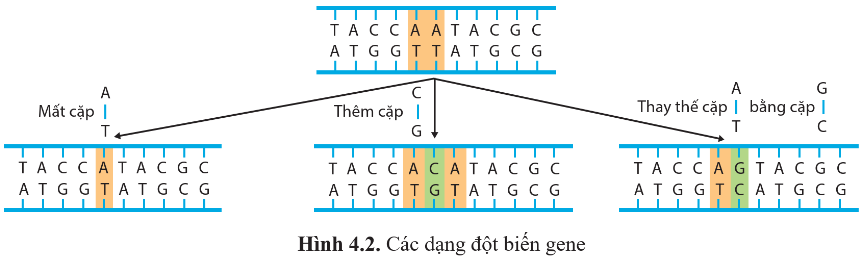 T A C C A A T A C G C
A T G G T T A T G C G
Mất cặp
A
T
Thêm cặp
C
G
Thay thế cặp
A
T
bằng cặp
G
C
T A C C A T A C G C
A T G G T A T G C G
T A C C A C A T A C G C
A T G G T G T A T G C G
T A C C A G T A C G C
A T G G T C A T G C G
Hình 4.2. Các dạng đột biến gene